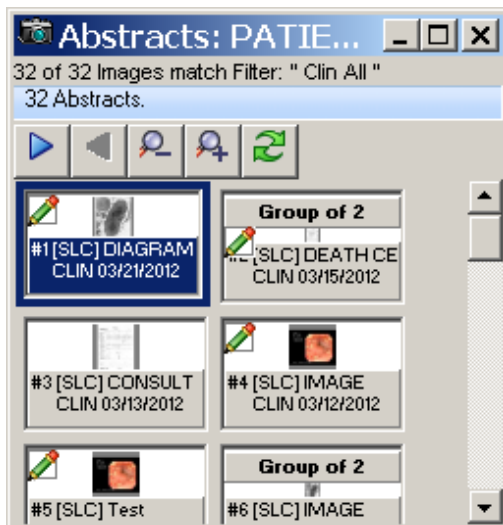 Abstracts: PATIE...
32 of 32 Images match Filter: " Clin All "
32 Abstracts.
#1 [SLC] DIAGRAM
CLIN 03/21/2012
Group of 2
[SLC] DEATH CE
CLIN 03/15/2012
#3 [SLC] CONSULT
CLIN 03/13/2012
#4 [SLC] IMAGE
CLIN 03/12/2012
#5 [SLC] Test
Group of 2
#6 [SLC] IMAGE